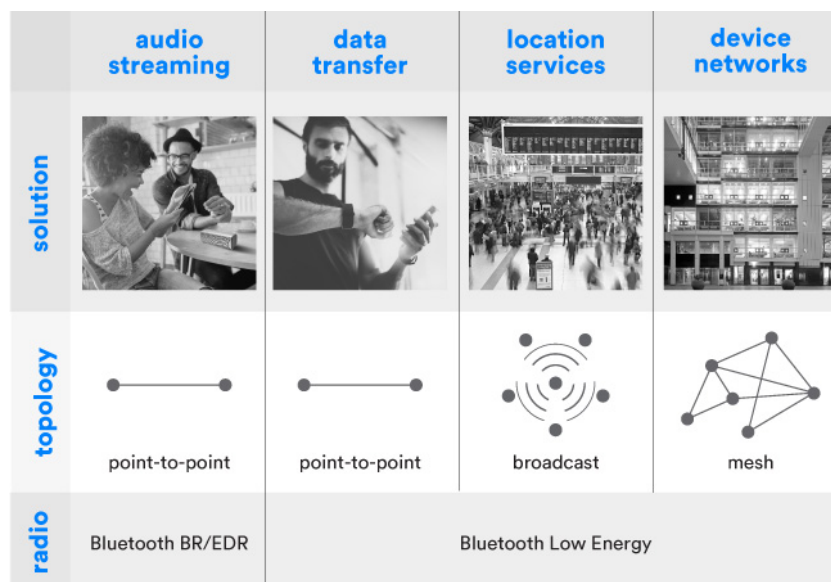 audio
streaming
data
transfer
location
services
device
networks
solution
topology
point-to-point
point-to-point
broadcast
mesh
radio
Bluetooth BR/EDR
Bluetooth Low Energy